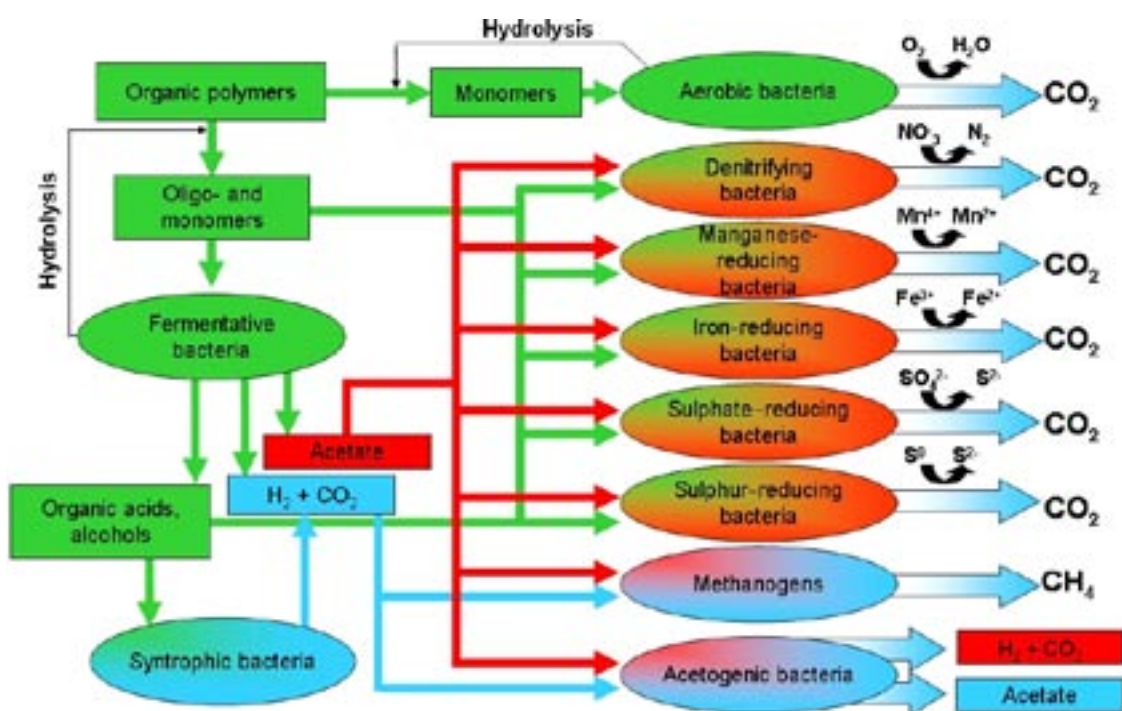 Hydrolysis
O₂ H₂O
Organic polymers
Monomers
Aerobic bacteria
CO₂
NO₃ N₂
Hydrolysis
Oligo- and
monomers
Denitrifying
bacteria
CO₂
Mn⁴⁺ Mn²⁺
Manganese-
reducing
bacteria
CO₂
Fe³⁺ Fe²⁺
Fermentative
bacteria
Iron-reducing
bacteria
CO₂
SO₄²⁻ S²⁻
Acetate
Sulphate-reducing
bacteria
CO₂
S⁰ S²⁻
H₂ + CO₂
Organic acids,
alcohols
Sulphur-reducing
bacteria
CO₂
Methanogens
CH₄
Syntrophic bacteria
Acetogenic bacteria
H₂ + CO₂
Acetate